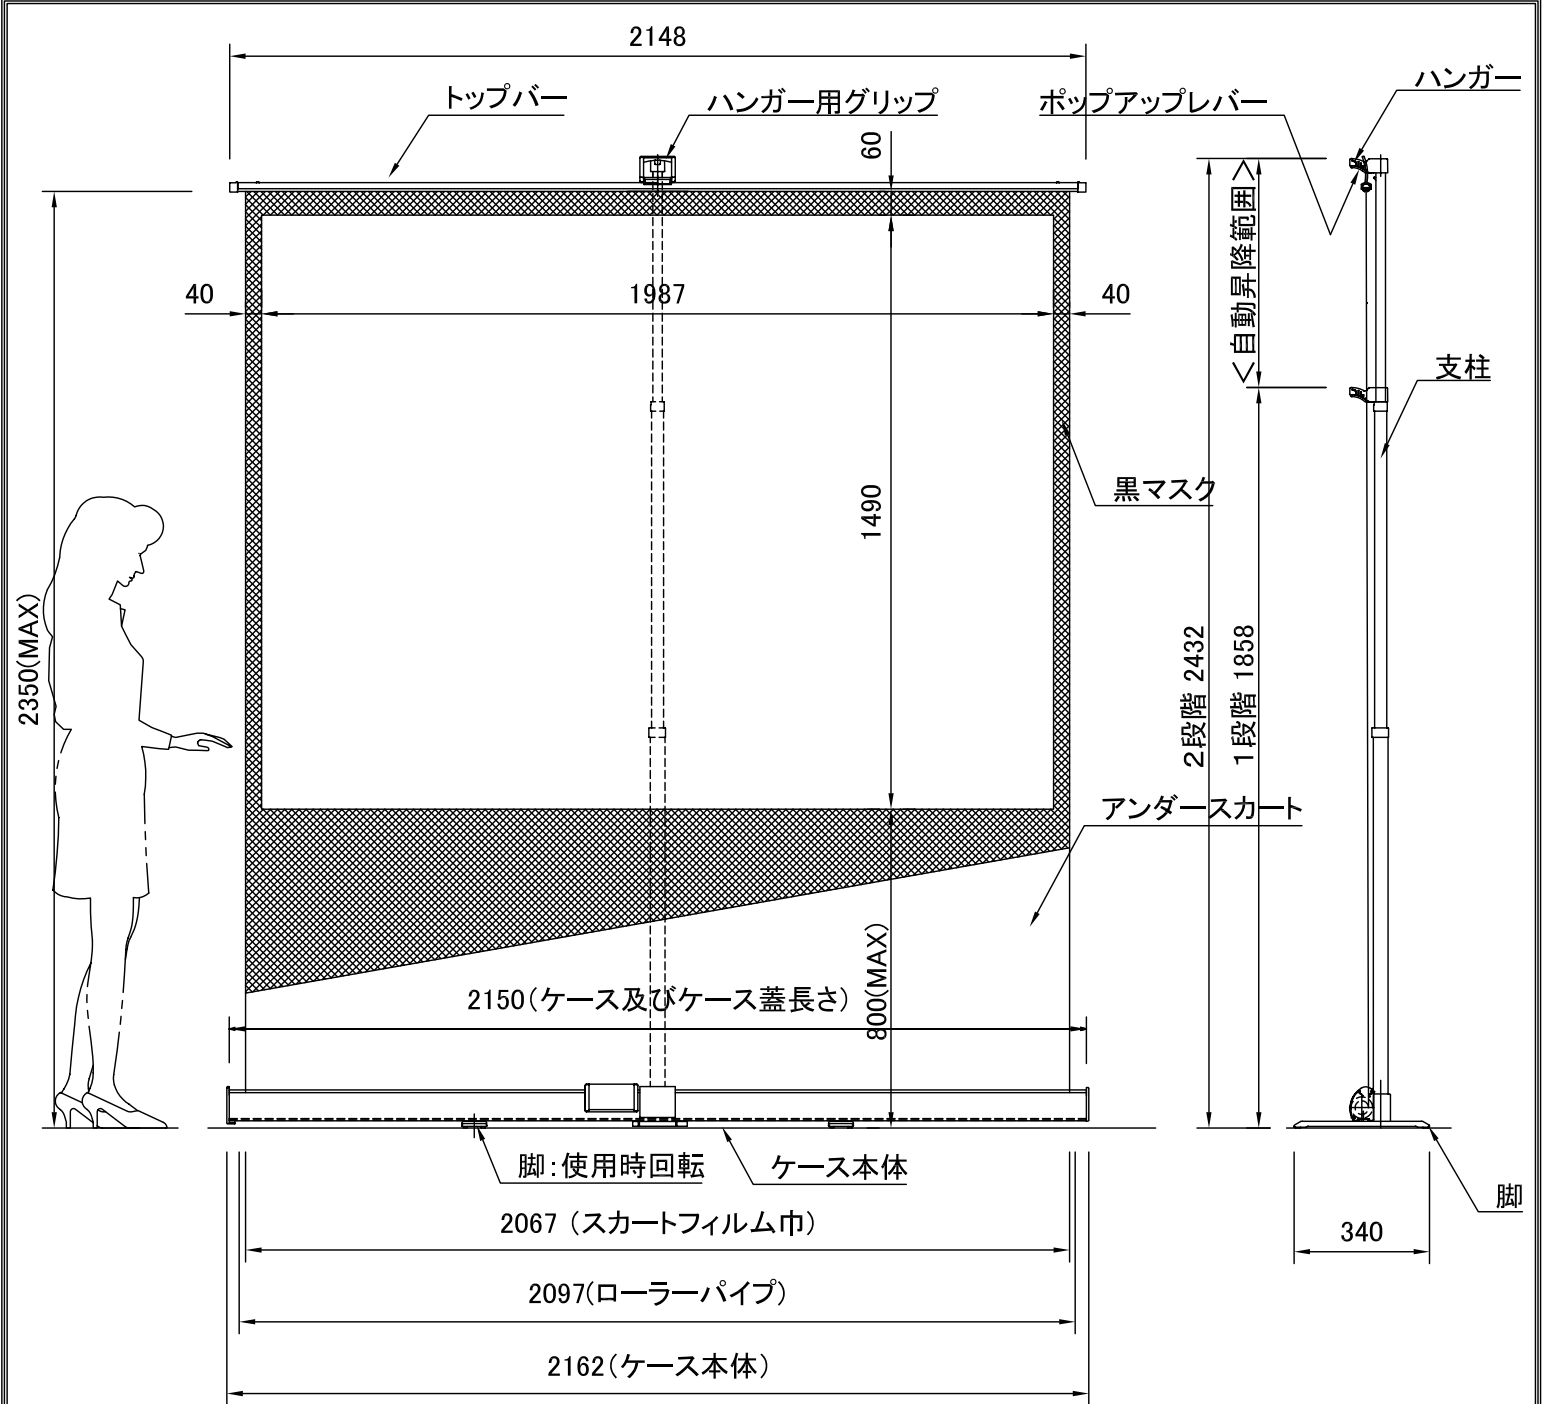 2148
トップバー
ハンガー用グリップ
ポップアップレバー
ハンガー
60
<自動昇降範囲>
40
1987
40
支柱
黒マスク
1490
2350(MAX)
2段階 2432
1段階 1858
アンダースカート
800(MAX)
2150(ケース及びケース蓋長さ)
脚:使用時回転
ケース本体
脚
2067 (スカートフィルム巾)
340
2097(ローラーパイプ)
2162(ケース本体)